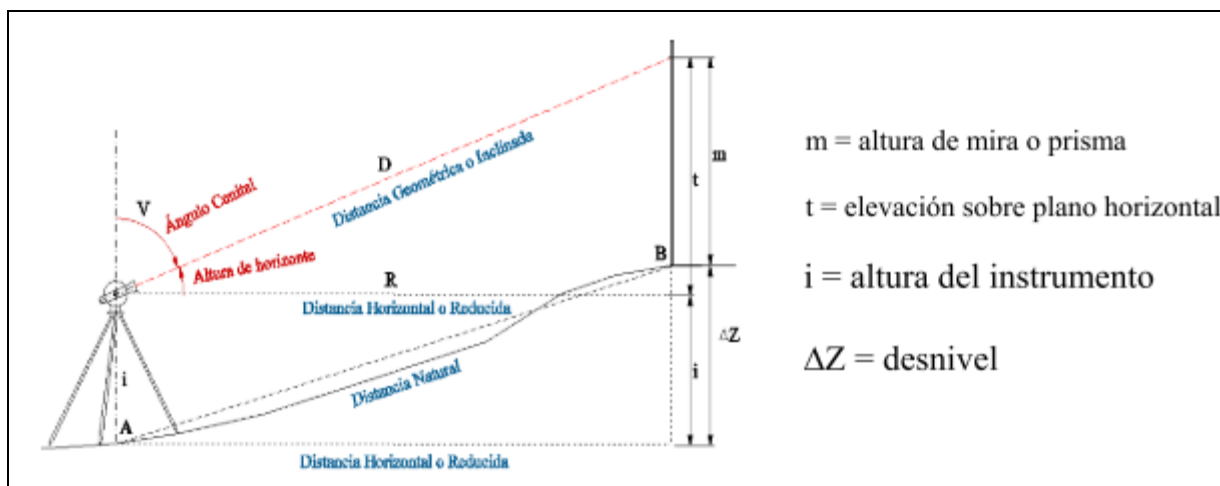 V
Ángulo Cenital
Altura de horizonte
D
Distancia Geométrica o Inclinada
t
m
B
R
Distancia Horizontal o Reducida
ΔZ
i
i
Distancia Natural
A
Distancia Horizontal o Reducida
m = altura de mira o prisma
t = elevación sobre plano horizontal
i = altura del instrumento
ΔZ = desnivel